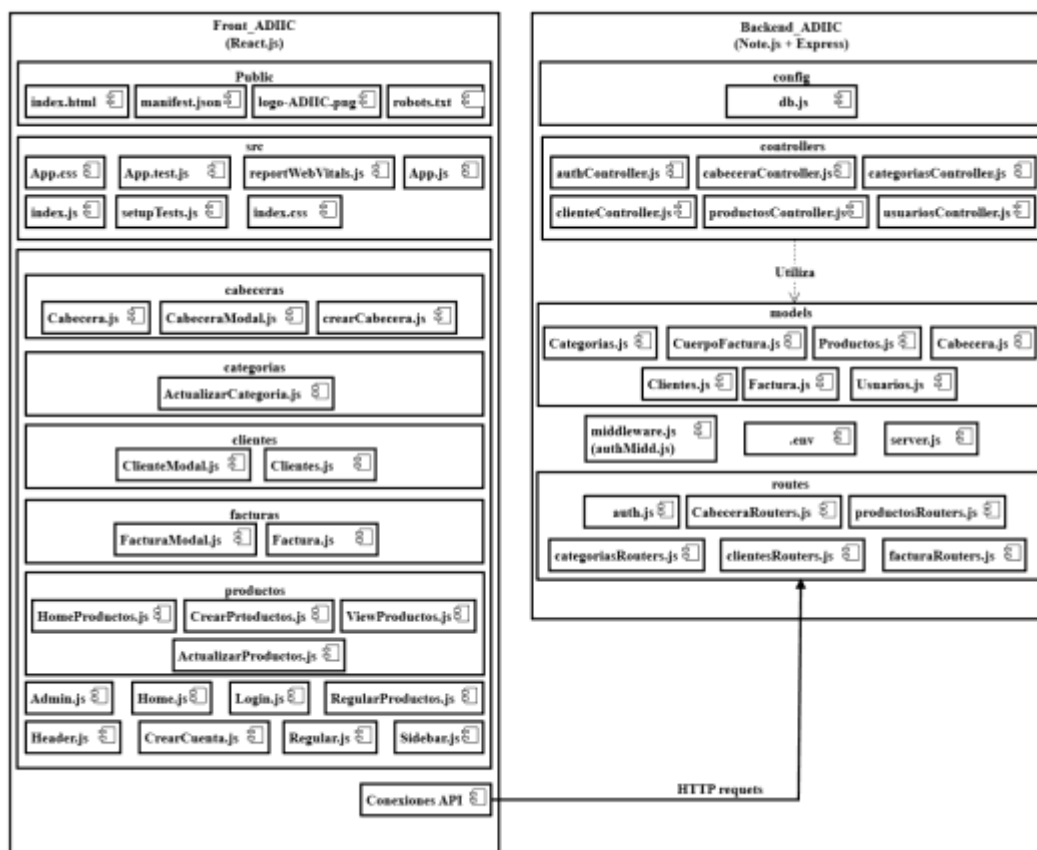 Front_ADIIC
(React.js)
Public
index.html
manifest.json
logo-ADIIC.png
robots.txt
src
App.css
App.test.js
reportWebVitals.js
App.js
index.js
setupTests.js
index.css
cabeceras
Cabecera.js
CabeceraModal.js
crearCabecera.js
categorias
ActualizarCategoria.js
clientes
ClienteModal.js
Clientes.js
facturas
FacturaModal.js
Factura.js
productos
HomeProductos.js
CrearPrtoductos.js
ViewProductos.js
ActualizarProductos.js
Admin.js
Home.js
Login.js
RegularProductos.js
Header.js
CrearCuenta.js
Regular.js
Sidebar.js
Conexiones API
HTTP requets
Backend_ADIIC
(Note.js + Express)
config
db.js
controllers
authController.js
cabeceraController.js
categoriasController.js
clienteController.js
productosController.js
usuariosController.js
Utiliza
models
Categorias.js
CuerpoFactura.js
Productos.js
Cabecera.js
Clientes.js
Factura.js
Usuarios.js
middleware.js
(authMidd.js)
.env
server.js
routes
auth.js
CabeceraRouters.js
productosRouters.js
categoriasRouters.js
clientesRouters.js
facturaRouters.js